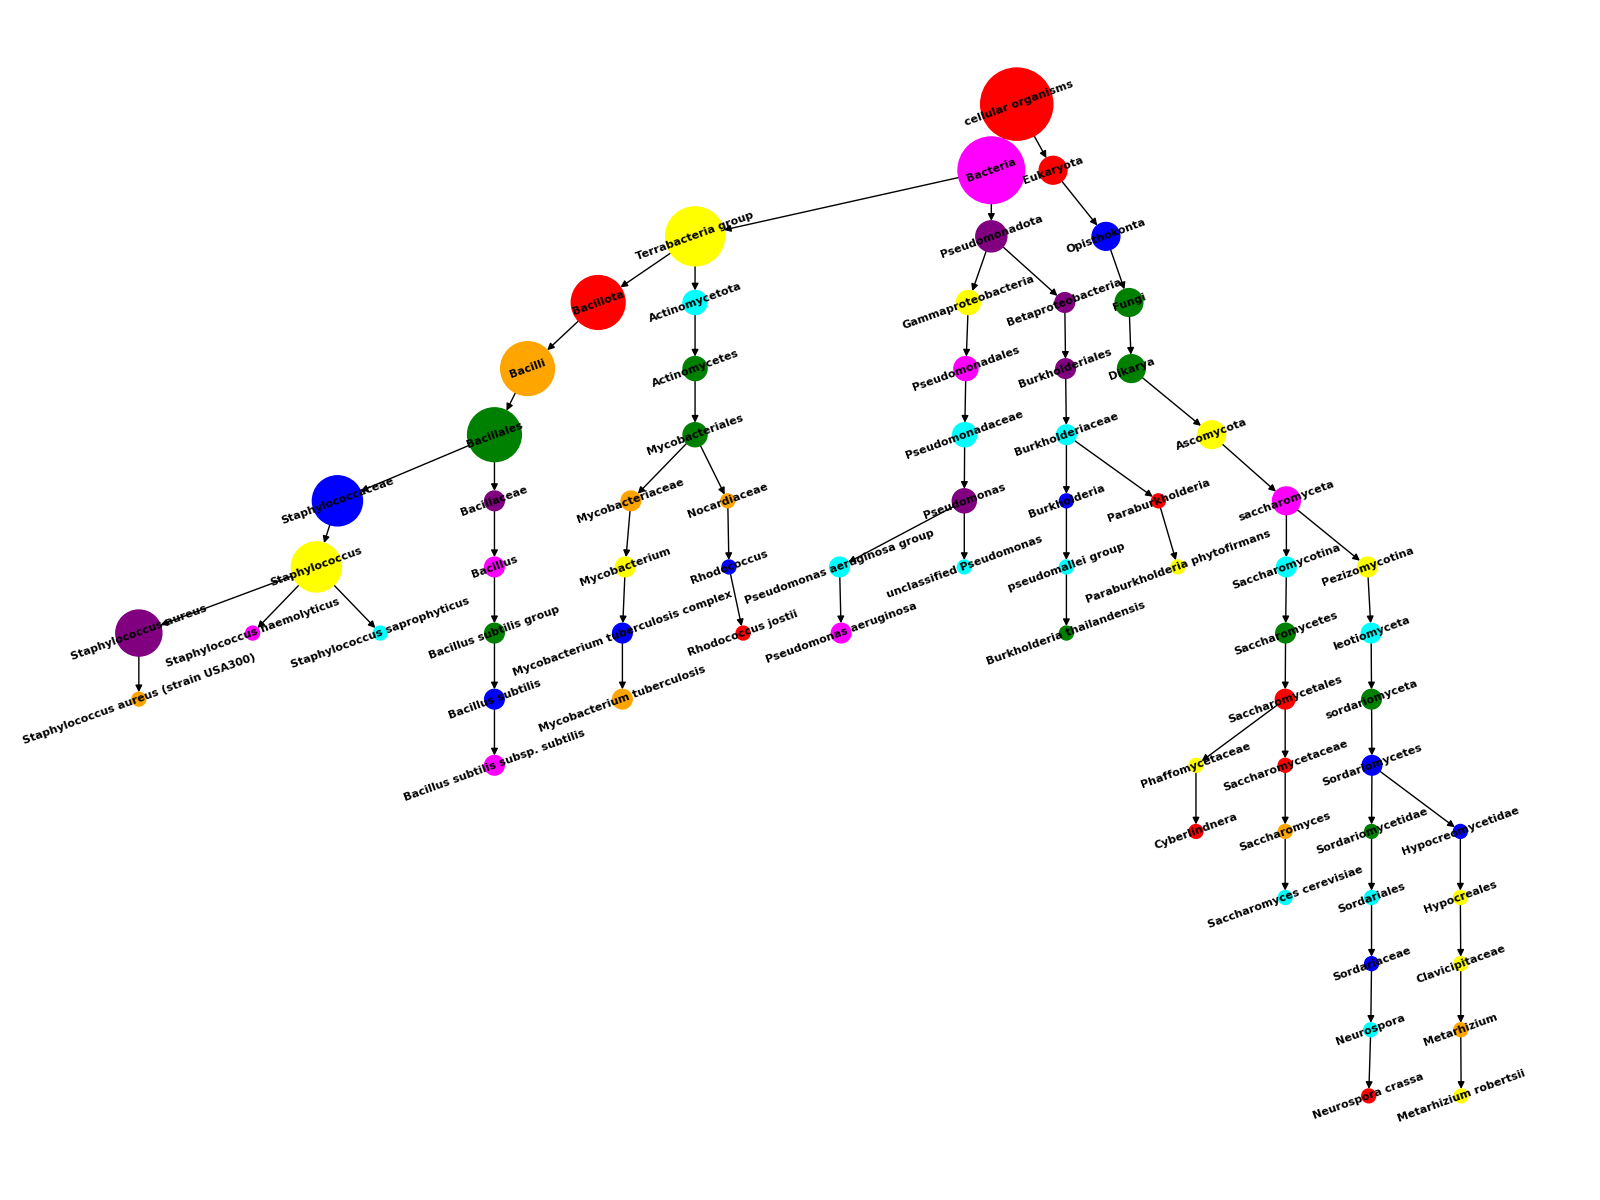 cellular organisms
Bacteria
Eukaryota
Terrabacteria group
Pseudomonadota
Opisthokonta
Bacillota
Actinomycetota
Gammaproteobacteria
Betaproteobacteria
Fungi
Bacilli
Actinomycetes
Pseudomonadales
Burkholderiales
Dikarya
Bacillales
Mycobacteriales
Pseudomonadaceae
Burkholderiaceae
Ascomycota
Staphylococcaceae
Bacillaceae
Mycobacteriaceae
Nocardiaceae
Pseudomonas
Burkholderia
Paraburkholderia
saccharomyceta
Staphylococcus
Bacillus
Mycobacterium
Rhodococcus
Pseudomonas aeruginosa group
unclassified Pseudomonas
pseudomallei group
Paraburkholderia phytofirmans
Saccharomycotina
Pezizomycotina
Staphylococcus aureus
Staphylococcus haemolyticus
Staphylococcus saprophyticus
Bacillus subtilis group
Mycobacterium tuberculosis complex
Rhodococcus jostii
Pseudomonas aeruginosa
Burkholderia thailandensis
Saccharomycetes
leotiomyceta
Staphylococcus aureus (strain USA300)
Bacillus subtilis
Mycobacterium tuberculosis
Saccharomycetales
sordariomyceta
Bacillus subtilis subsp. subtilis
Phaffomycetaceae
Saccharomycetaceae
Sordariomycetes
Cyberlindnera
Saccharomyces
Sordariomycetidae
Hypocreomycetidae
Saccharomyces cerevisiae
Sordariales
Hypocreales
Sordariaceae
Clavicipitaceae
Neurospora
Metarhizium
Neurospora crassa
Metarhizium robertsii